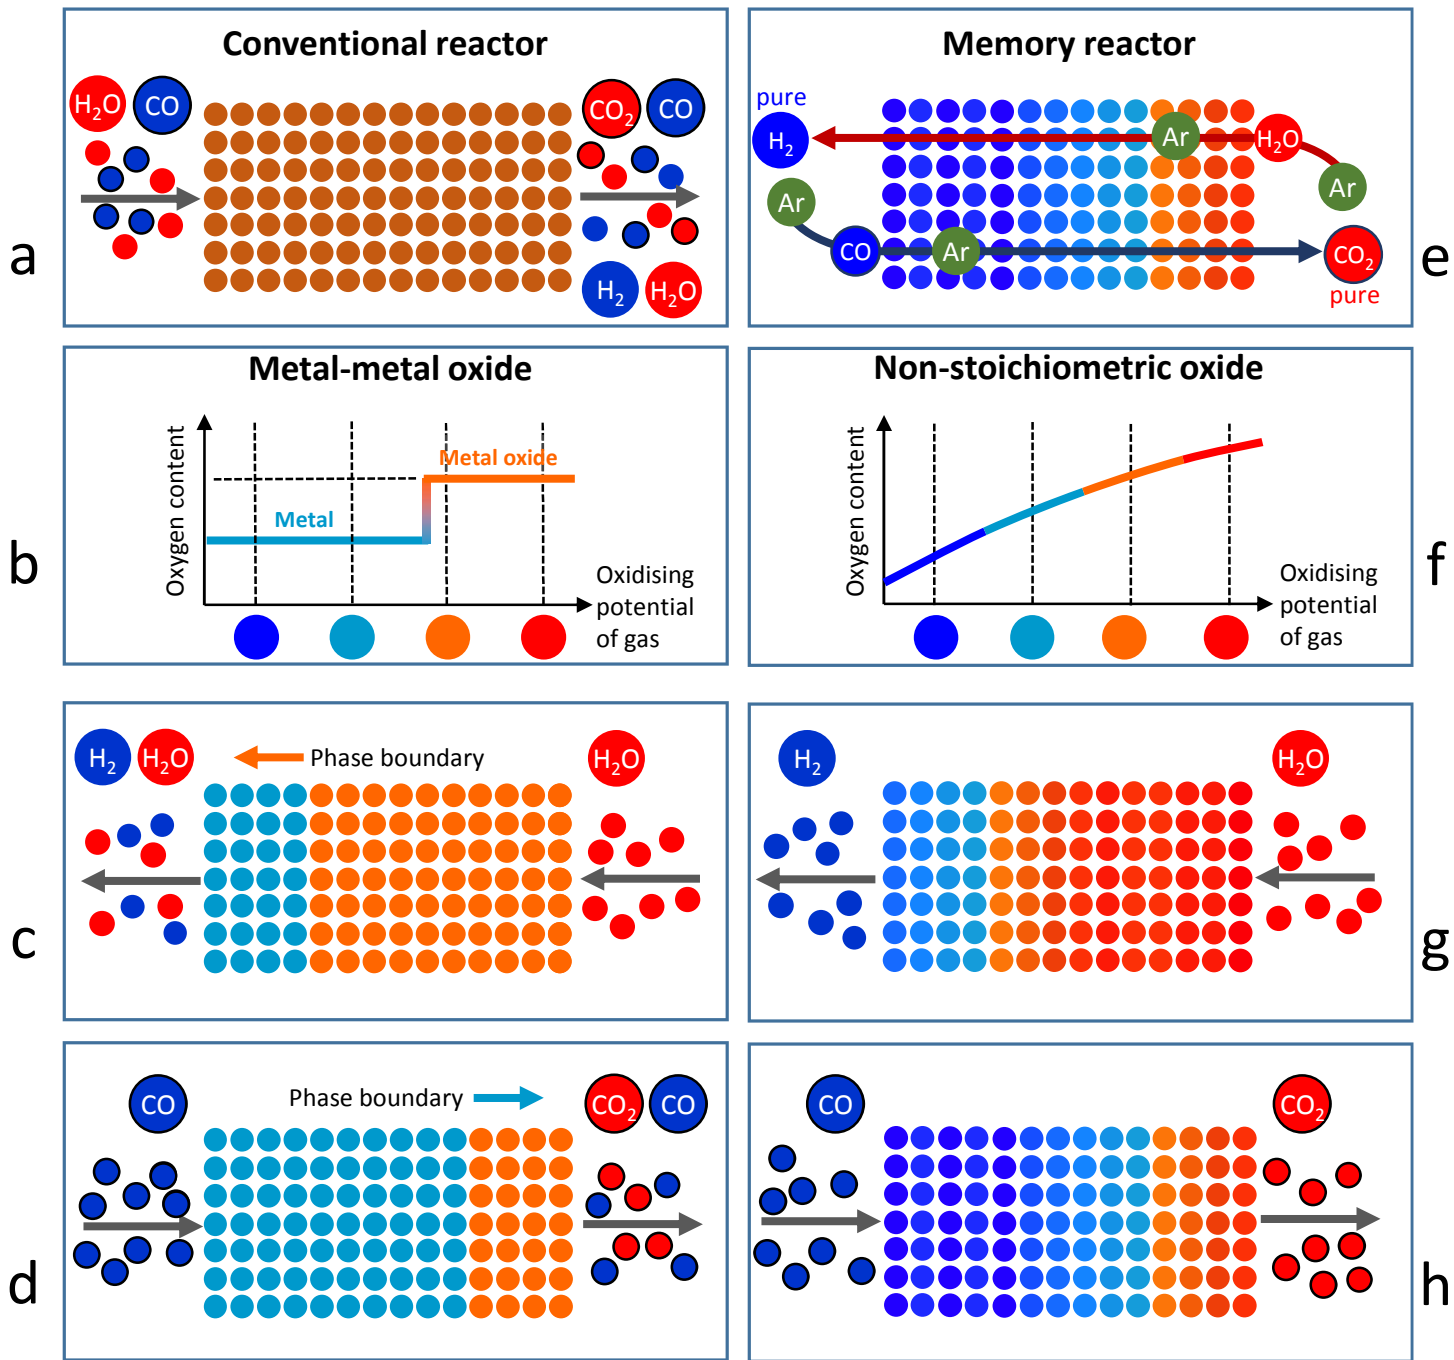 Conventional reactor
H₂O
CO
CO₂
CO
H₂
H₂O
a
Metal-metal oxide
Oxygen content
Metal oxide
Metal
Oxidising
potential
of gas
b
H₂
H₂O
Phase boundary
H₂O
c
CO
Phase boundary
CO₂
CO
d
Memory reactor
pure
H₂
Ar
H₂O
Ar
Ar
CO
Ar
CO₂
pure
e
Non-stoichiometric oxide
Oxygen content
Oxidising
potential
of gas
f
H₂
H₂O
g
CO
CO₂
h